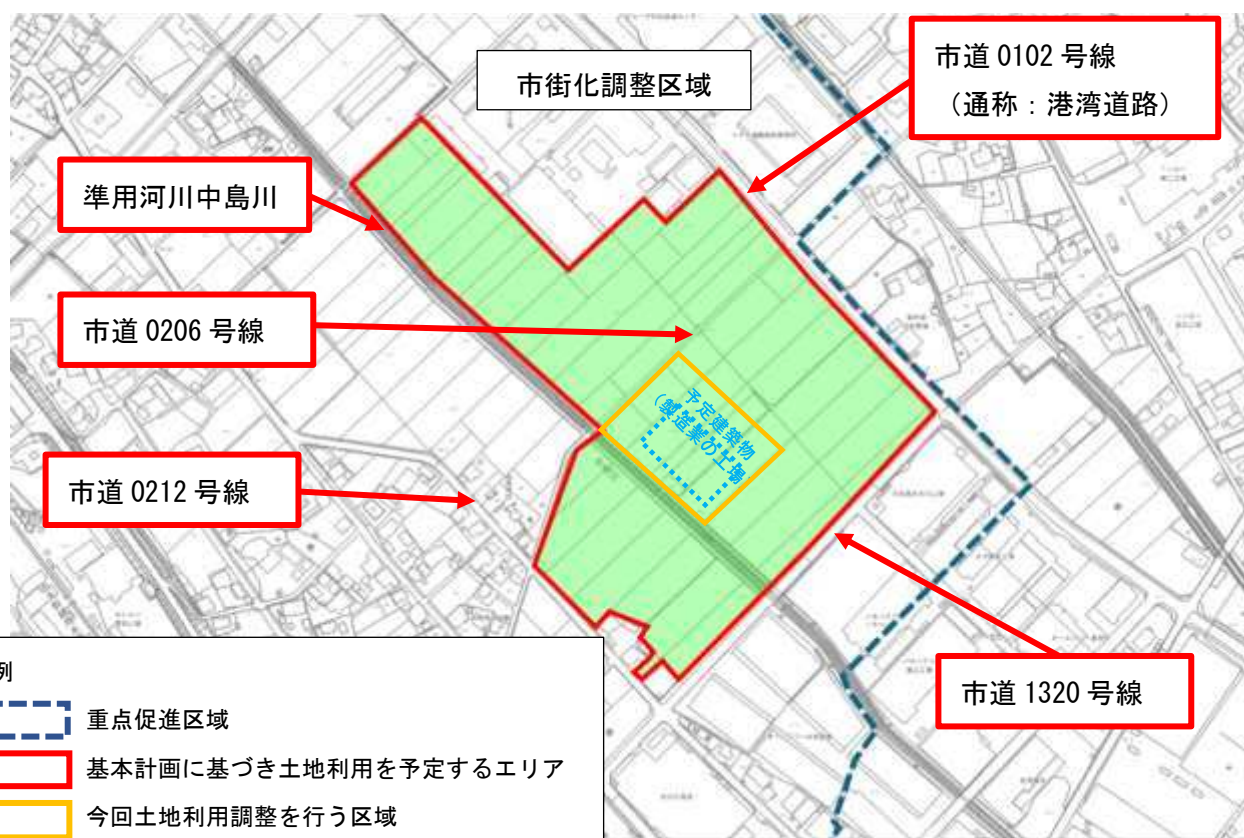 市街化調整区域
市道 0102 号線
（通称：港湾道路）
準用河川中島川
市道 0206 号線
予定建築物
(製造業の工場
市道 0212 号線
市道 1320 号線
例
重点促進区域
基本計画に基づき土地利用を予定するエリア
今回土地利用調整を行う区域